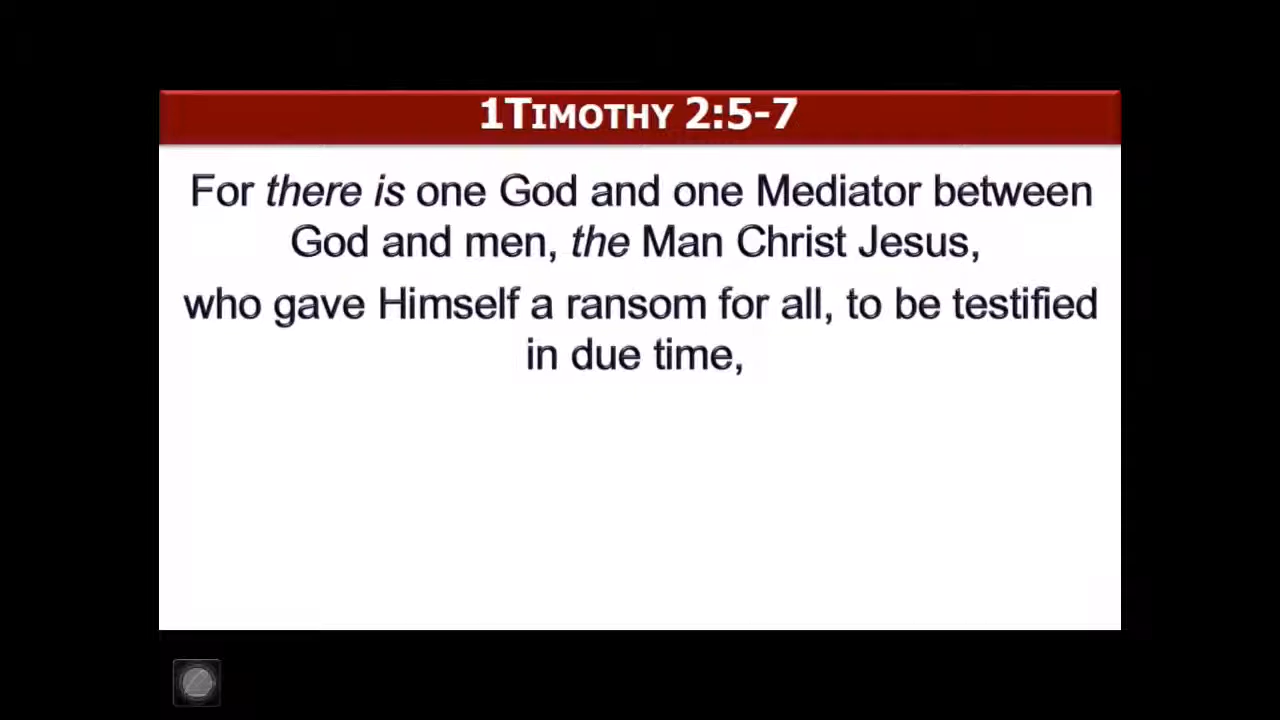 1TIMOTHY 2:5-7
For there is one God and one Mediator between
God and men, the Man Christ Jesus,
who gave Himself a ransom for all, to be testified
in due time,